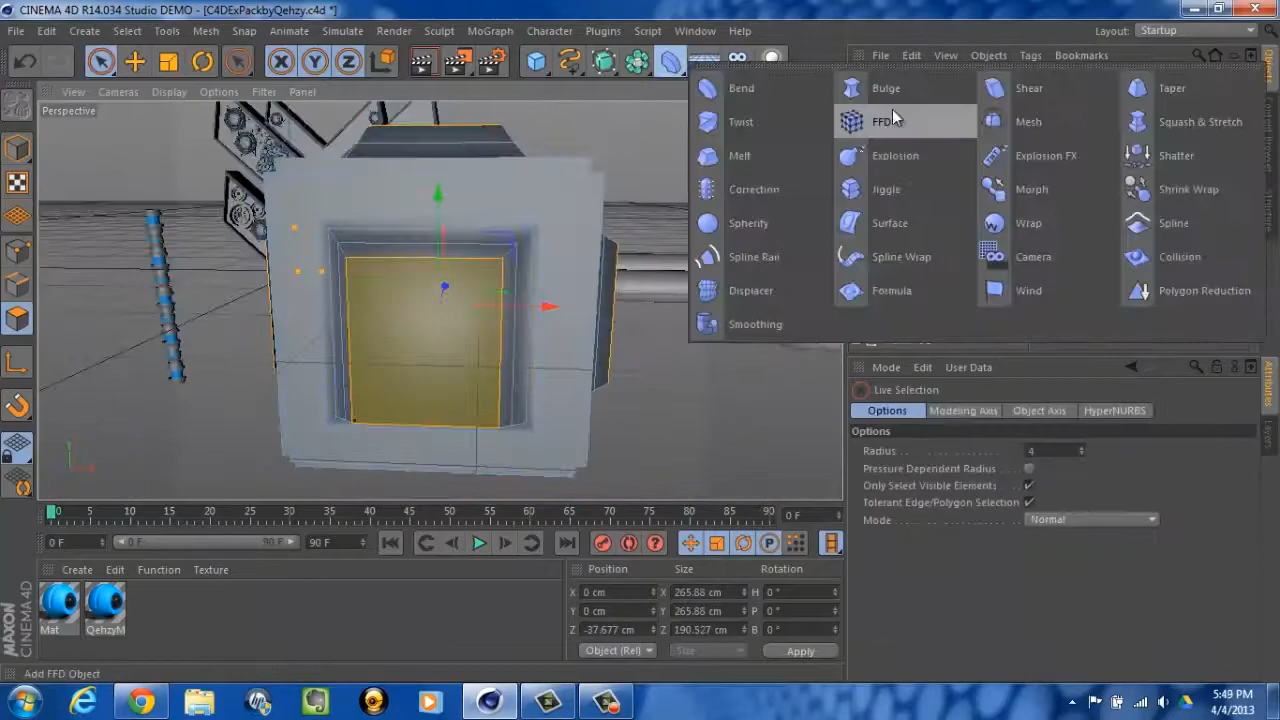 CINEMA 4D R14.034 Studio DEMO - [C4DExPackbyQehzy.c4d *]
File Edit Create Select Tools Mesh Snap Animate Simulate Render Sculpt MoGraph Character Plugins Script Window Help
Layout: Startup
File Edit View Objects Tags Bookmarks
View Cameras Display Options Filter Panel
Perspective
Bend Bulge Shear Taper
Twist FFD Mesh Squash & Stretch
Melt Explosion Explosion FX Shatter
Correction Jiggle Morph Shrink Wrap
Spherify Surface Wrap Spline
Spline Rail Spline Wrap Camera Collision
Displacer Formula Wind Polygon Reduction
Smoothing
Objects
Structure
Mode Edit User Data
Live Selection
Options Modeling Axis Object Axis HyperNURBS
Options
Radius 4
Pressure Dependent Radius
Only Select Visible Elements
Tolerant Edge/Polygon Selection
Mode Normal
Attributes
Layers
0 5 10 15 20 25 30 35 40 45 50 55 60 65 70 75 80 85 90 0 F
0 F 0 F 90 F 90 F
Create Edit Function Texture
Mat QehzyM
Position Size Rotation
X 0 cm X 265.88 cm H 0 °
Y 0 cm Y 265.88 cm P 0 °
Z -37.677 cm Z 190.527 cm B 0 °
Object (Rel) Size Apply
MAXON CINEMA 4D
Add FFD Object
5:49 PM
4/4/2013